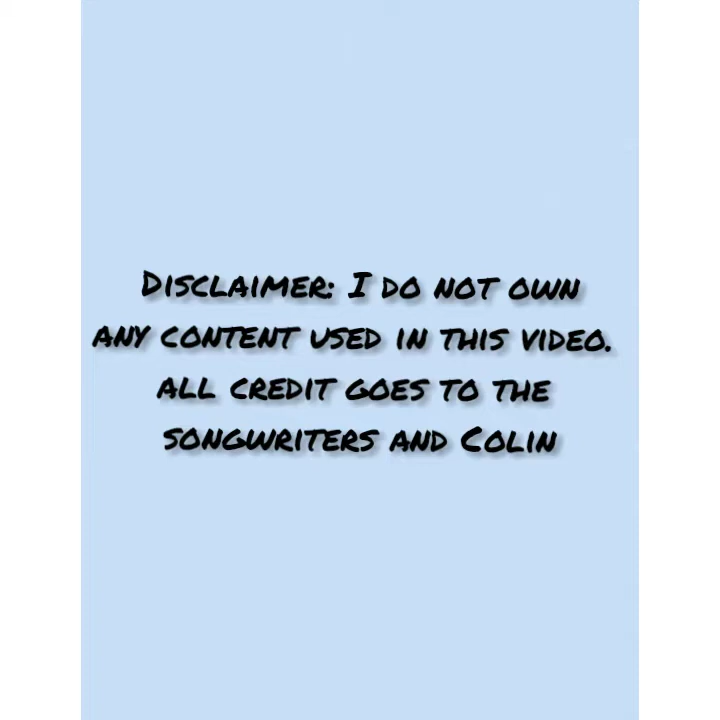 Disclaimer: I do not own
any content used in this video.
all credit goes to the
songwriters and Colin